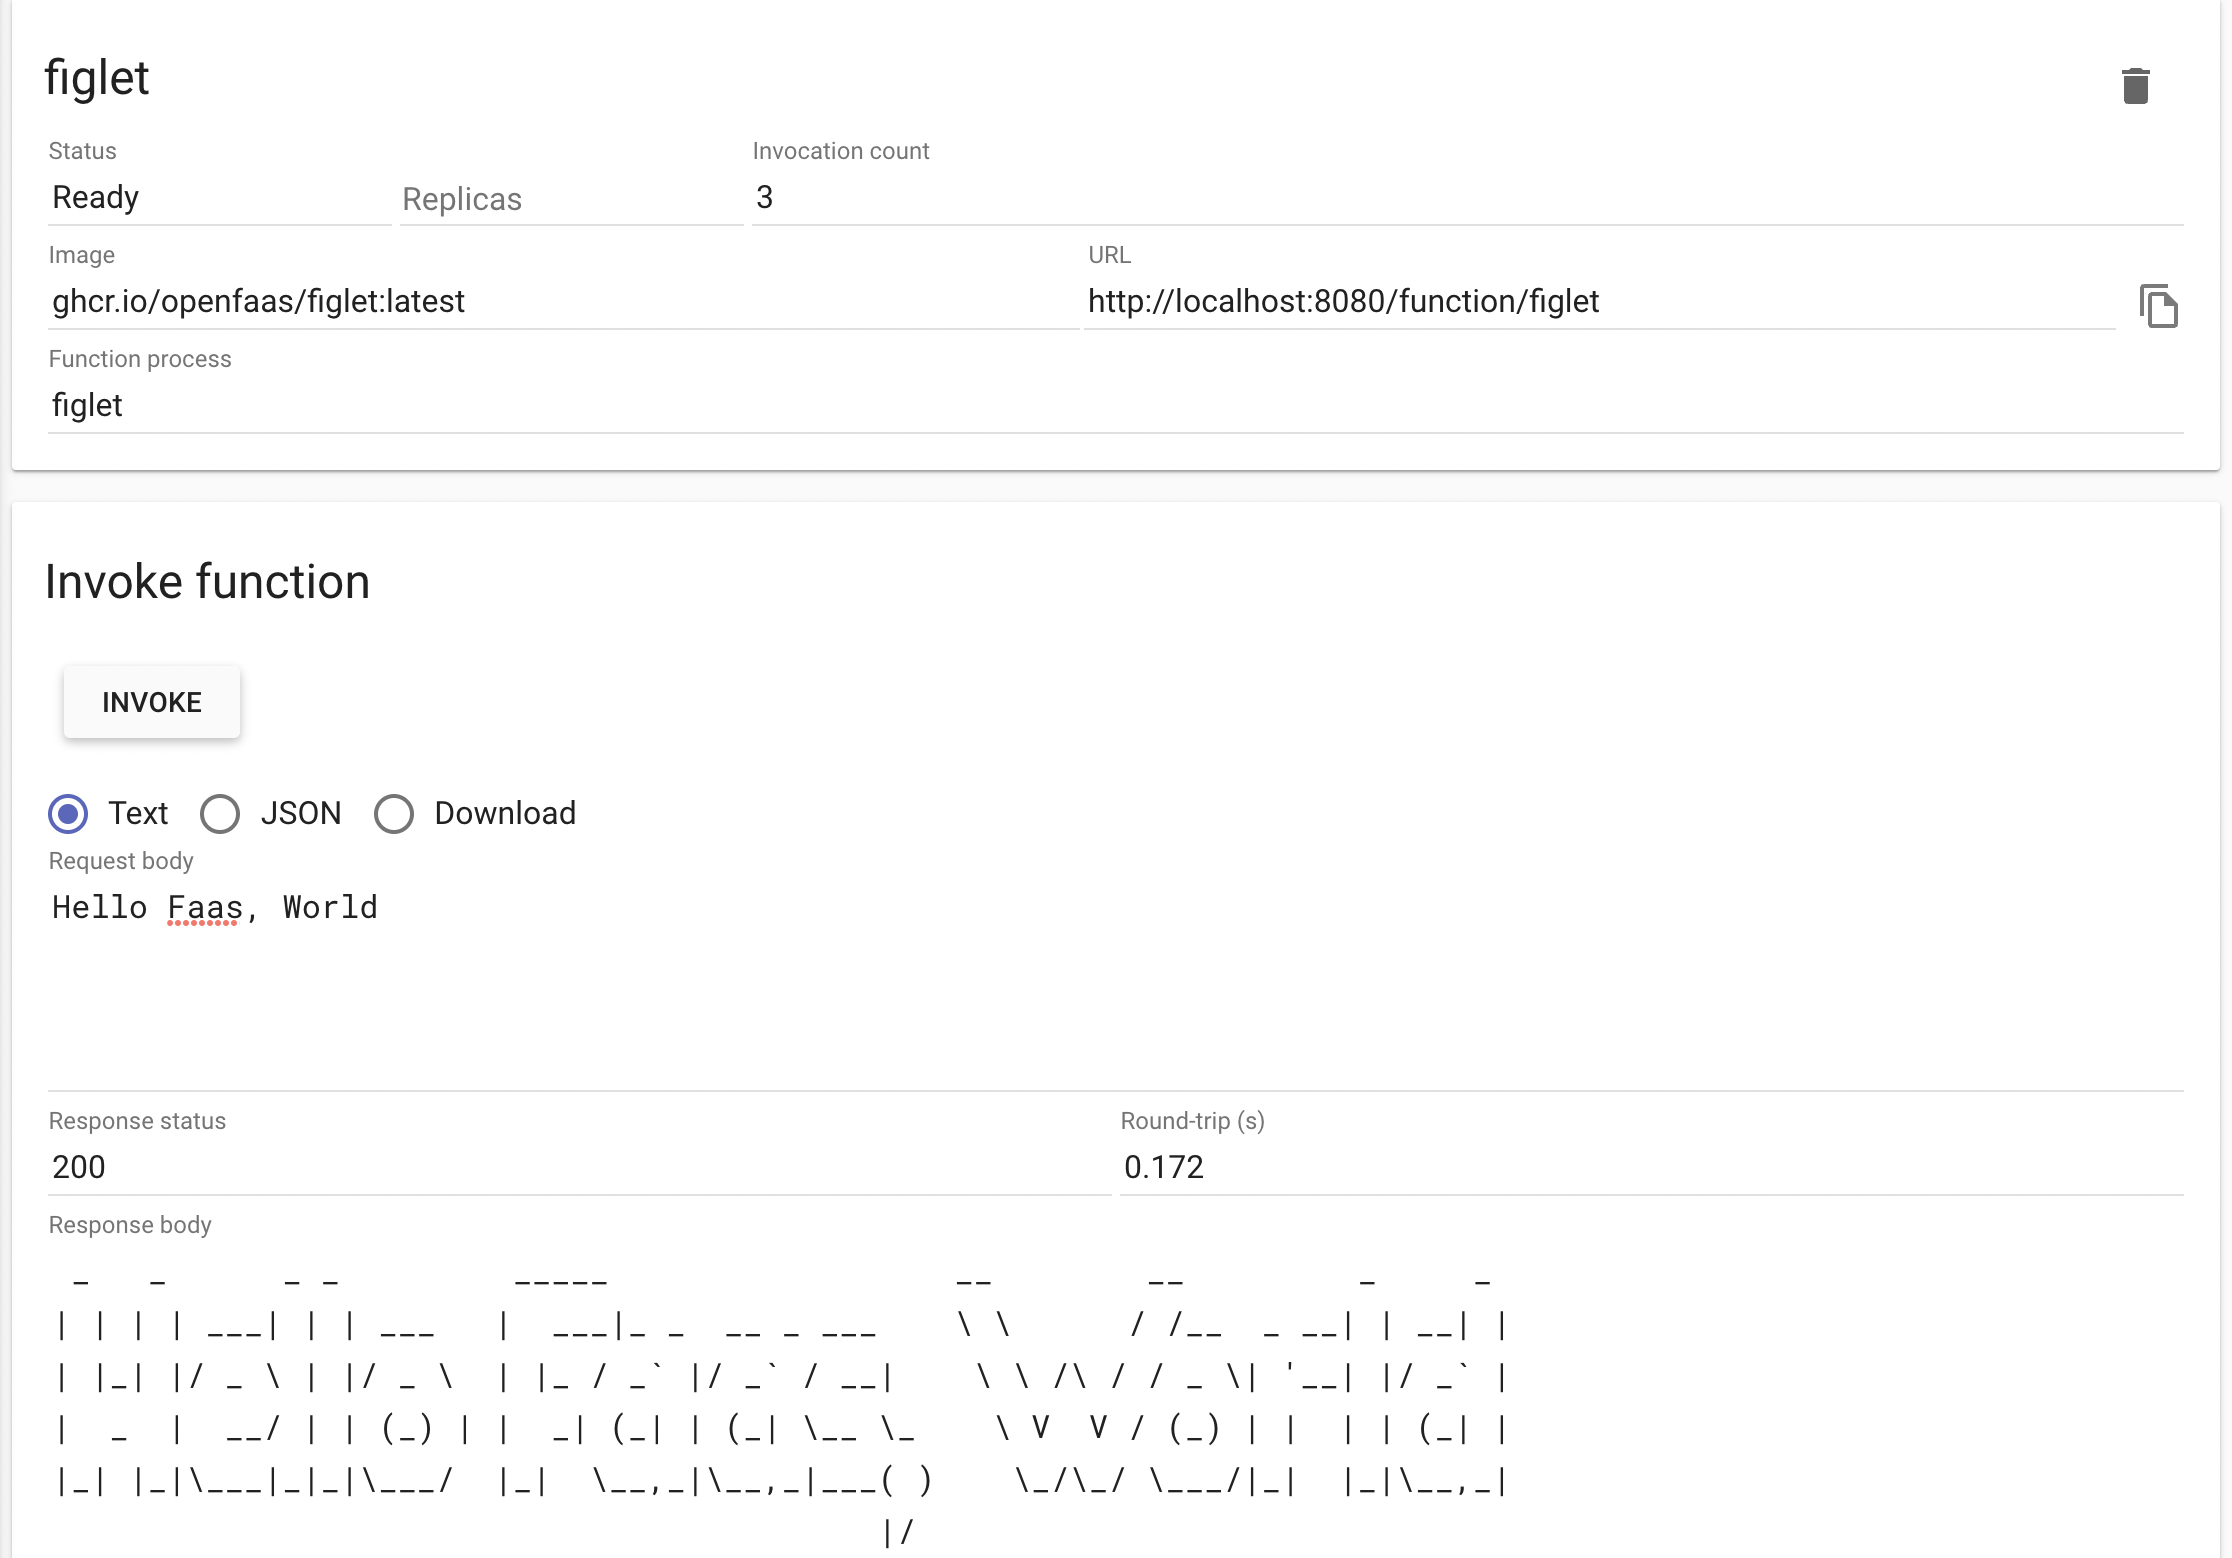 figlet
Status Invocation count
Ready Replicas 3
Image URL
ghcr.io/openfaas/figlet:latest http://localhost:8080/function/figlet
Function process
figlet
Invoke function
INVOKE
Text JSON Download
Request body
Hello Faas, World
Response status Round-trip (s)
200 0.172
Response body
 _   _      _ _         _____                  __        __         _     _
| | | | ___| | | ___   |  ___|_ _  __ _ ___    \ \      / /__  _ __| | __| |
| |_| |/ _ \ | |/ _ \  | |_ / _` |/ _` / __|    \ \ /\ / / _ \| '__| |/ _` |
|  _  |  __/ | | (_) | |  _| (_| | (_| \__ \_    \ V  V / (_) | |  | | (_| |
|_| |_|\___|_|_|\___/  |_|  \__,_|\__,_|___( )    \_/\_/ \___/|_|  |_|\__,_|
                                           |/